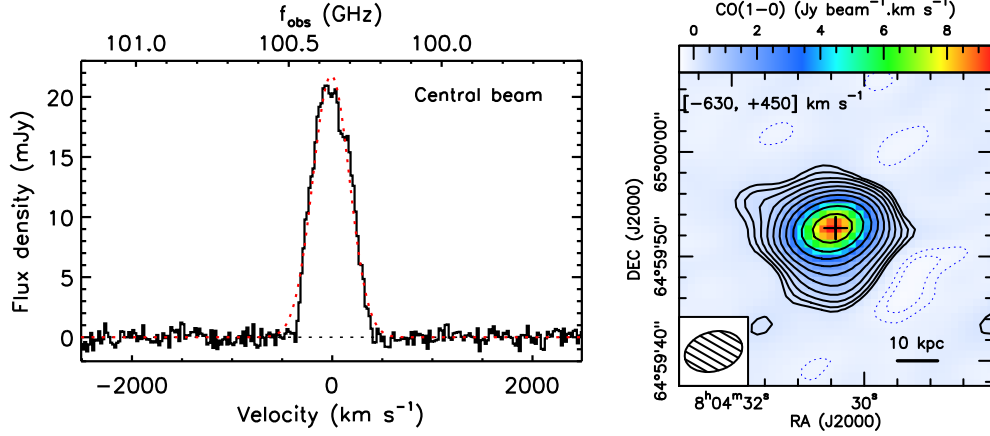 f_obs (GHz)
101.0 100.5 100.0
Central beam
Flux density (mJy)
20
15
10
5
0
−2000 0 2000
Velocity (km s⁻¹)
CO(1−0) (Jy beam⁻¹.km s⁻¹)
0 2 4 6 8
[−630, +450] km s⁻¹
DEC (J2000)
65°00'00"
64°59'50"
64°59'40"
10 kpc
8ʰ04ᵐ32ˢ 30ˢ
RA (J2000)